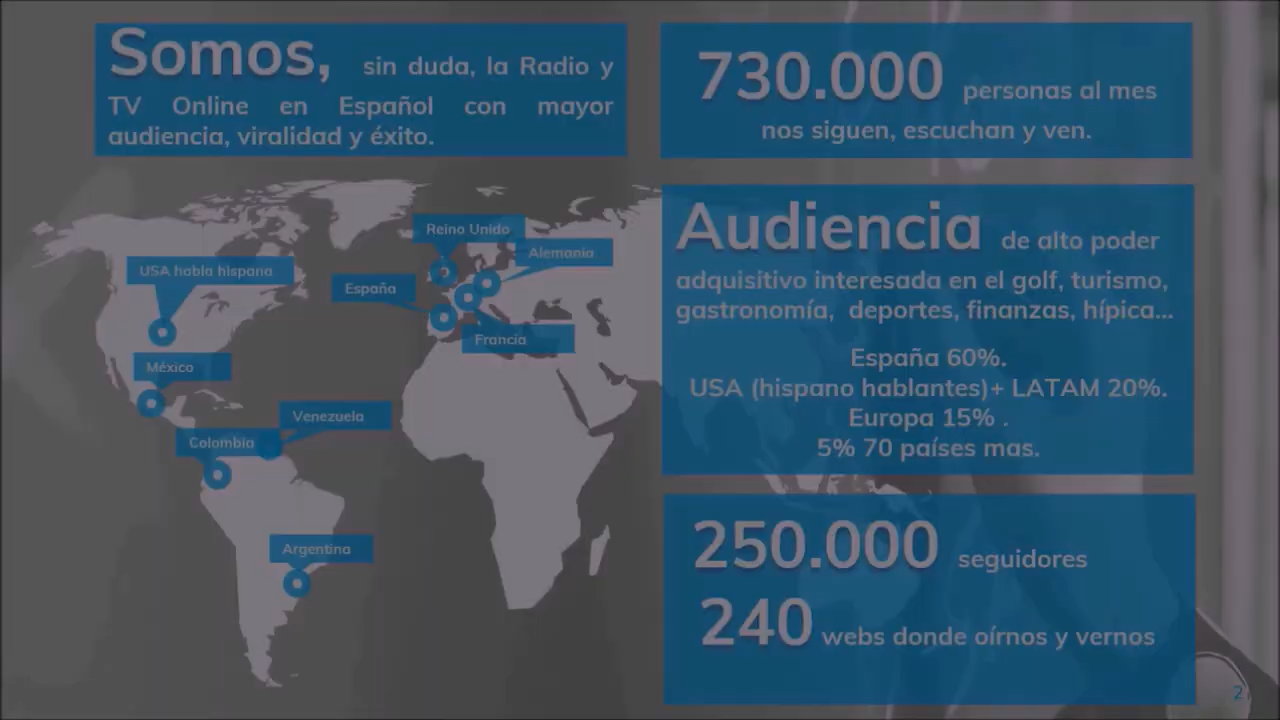 Somos, sin duda, la Radio y
TV Online en Español con mayor
audiencia, viralidad y éxito.
730.000 personas al mes
nos siguen, escuchan y ven.
Reino Unido
Alemania
USA habla hispana
España
Francia
México
Venezuela
Colombia
Argentina
Audiencia de alto poder
adquisitivo interesada en el golf, turismo,
gastronomía, deportes, finanzas, hípica...
España 60%.
USA (hispano hablantes)+ LATAM 20%.
Europa 15% .
5% 70 países mas.
250.000 seguidores
240 webs donde oírnos y vernos
2